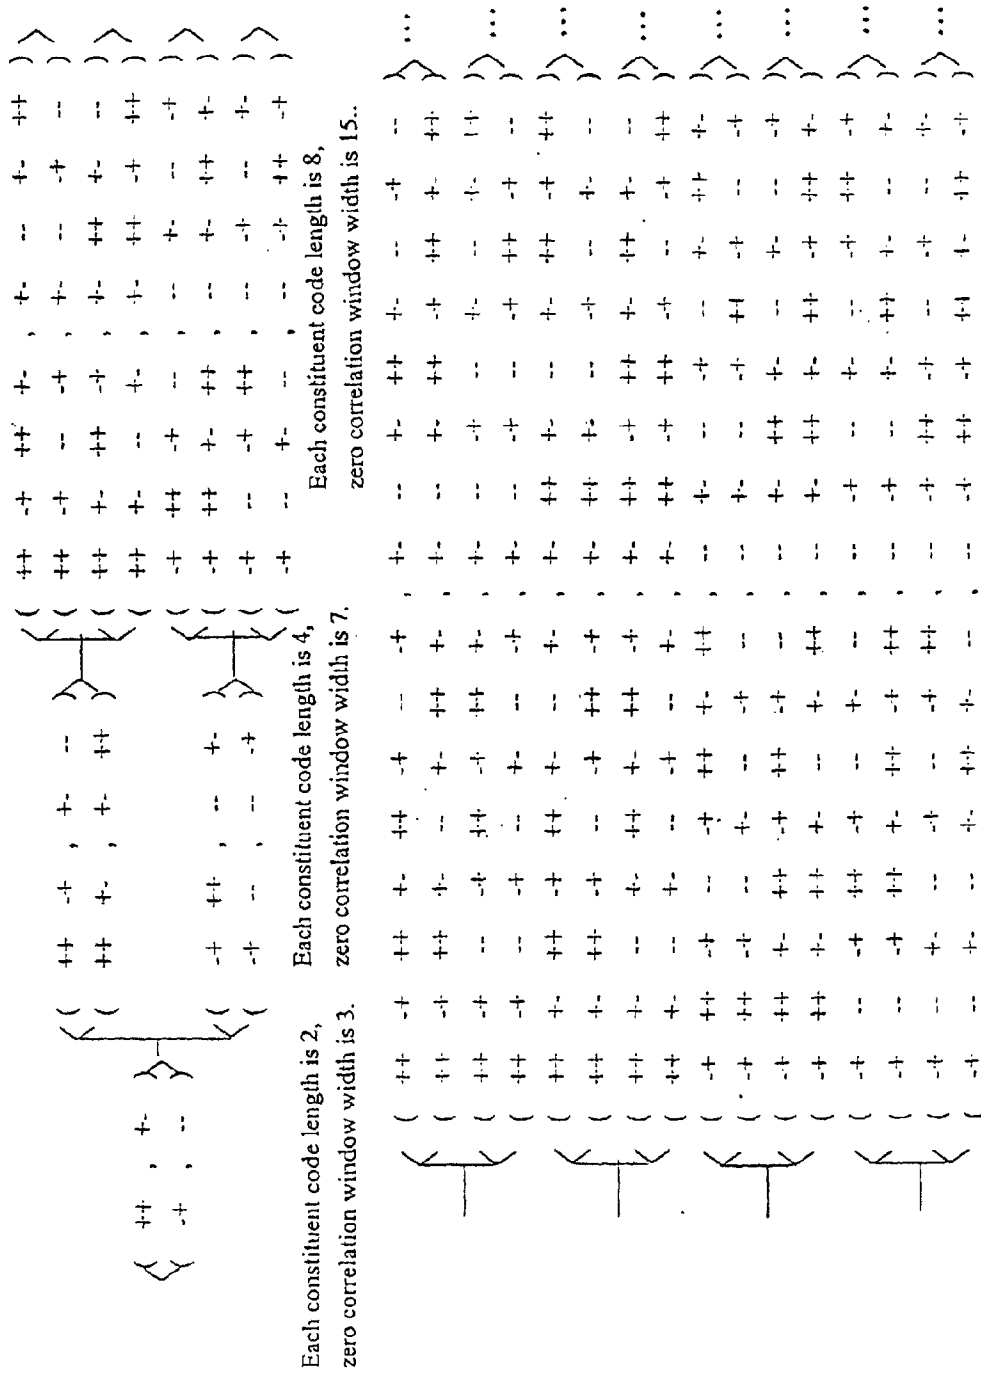 (++ , +-)
(-+ , --)
(++ -+ , +- --)
(++ +- , +- ++)
(-+ ++ , -- +-)
(-+ -- , -- -+)
(++ -+ ++ +- , +- -- +- ++)
(++ -+ -- -+ , +- -- -+ --)
(++ +- ++ -+ , +- ++ +- --)
(++ +- -- +- , +- ++ -+ ++)
(-+ ++ -+ -- , -- +- -- -+)
(-+ ++ +- ++ , -- +- ++ +-)
(-+ -- -+ ++ , -- -+ -- +-)
(-+ -- +- -- , -- -+ ++ -+)
Each constituent code length is 2,
zero correlation window width is 3.
Each constituent code length is 4,
zero correlation window width is 7.
Each constituent code length is 8,
zero correlation window width is 15..
(++ -+ ++ +- ++ -+ -- -+ , +- -- +- ++ +- -- -+ --)
(++ -+ ++ +- -- +- ++ +- , +- -- +- ++ -+ ++ +- ++) ...
(++ -+ -- -+ ++ -+ ++ +- , +- -- -+ -- +- -- +- ++)
(++ -+ -- -+ -- +- -- -+ , +- -- -+ -- -+ ++ -+ --) ...
(++ +- ++ -+ ++ +- -- +- , +- ++ +- -- +- ++ -+ ++)
(++ +- ++ -+ -- -+ ++ -+ , +- ++ +- -- -+ -- +- --) ...
(++ +- -- +- ++ +- ++ -+ , +- ++ -+ ++ +- ++ +- --)
(++ +- -- +- -- -+ -- +- , +- ++ -+ ++ -+ -- -+ ++) ...
(-+ ++ -+ -- -+ ++ +- ++ , -- +- -- -+ -- +- ++ +-)
(-+ ++ -+ -- +- -- -+ -- , -- +- -- -+ ++ -+ -- -+) ...
(-+ ++ +- ++ -+ ++ -+ -- , -- +- ++ +- -- +- -- -+)
(-+ ++ +- ++ +- -- +- ++ , -- +- ++ +- ++ -+ ++ +-) ...
(-+ -- -+ ++ -+ -- +- -- , -- -+ -- +- -- -+ ++ -+)
(-+ -- -+ ++ +- ++ -+ ++ , -- -+ -- +- ++ +- -- +-) ...
(-+ -- +- -- -+ -- -+ ++ , -- -+ ++ -+ -- -+ -- +-)
(-+ -- +- -- +- ++ +- -- , -- -+ ++ -+ ++ +- ++ -+) ...